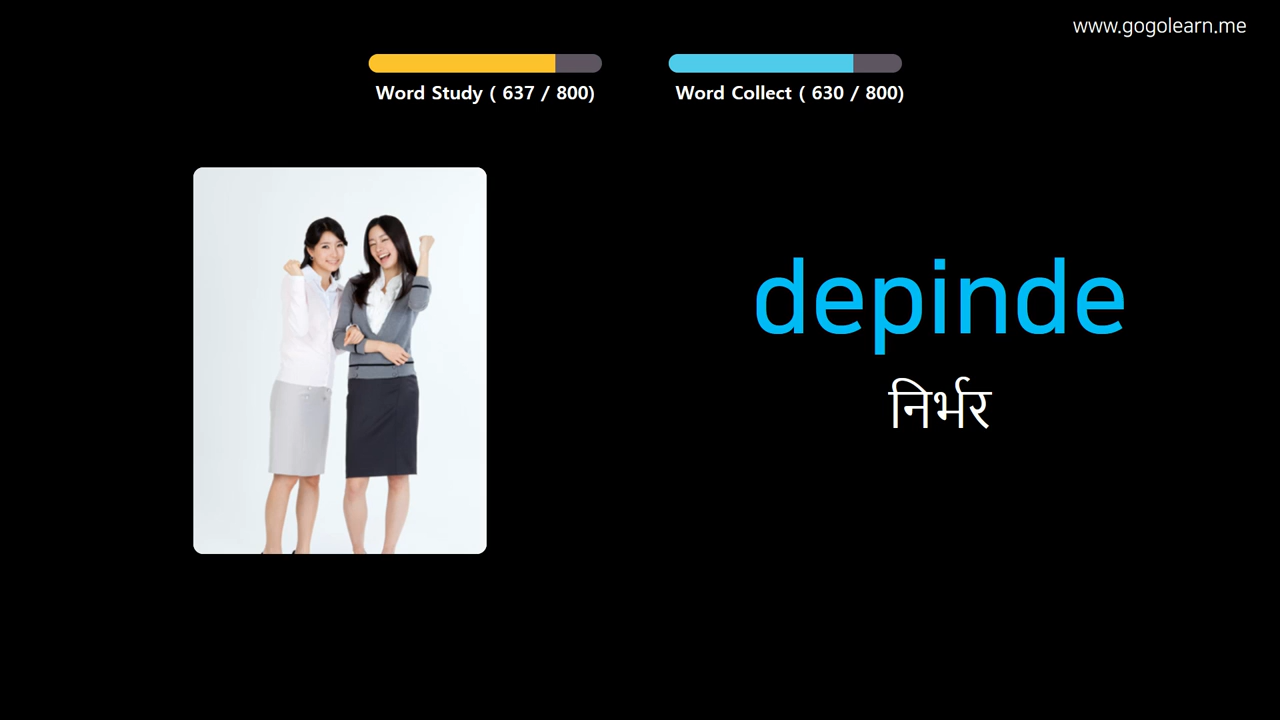 www.gogolearn.me
Word Study ( 637 / 800)
Word Collect ( 630 / 800)
depinde
निर्भर